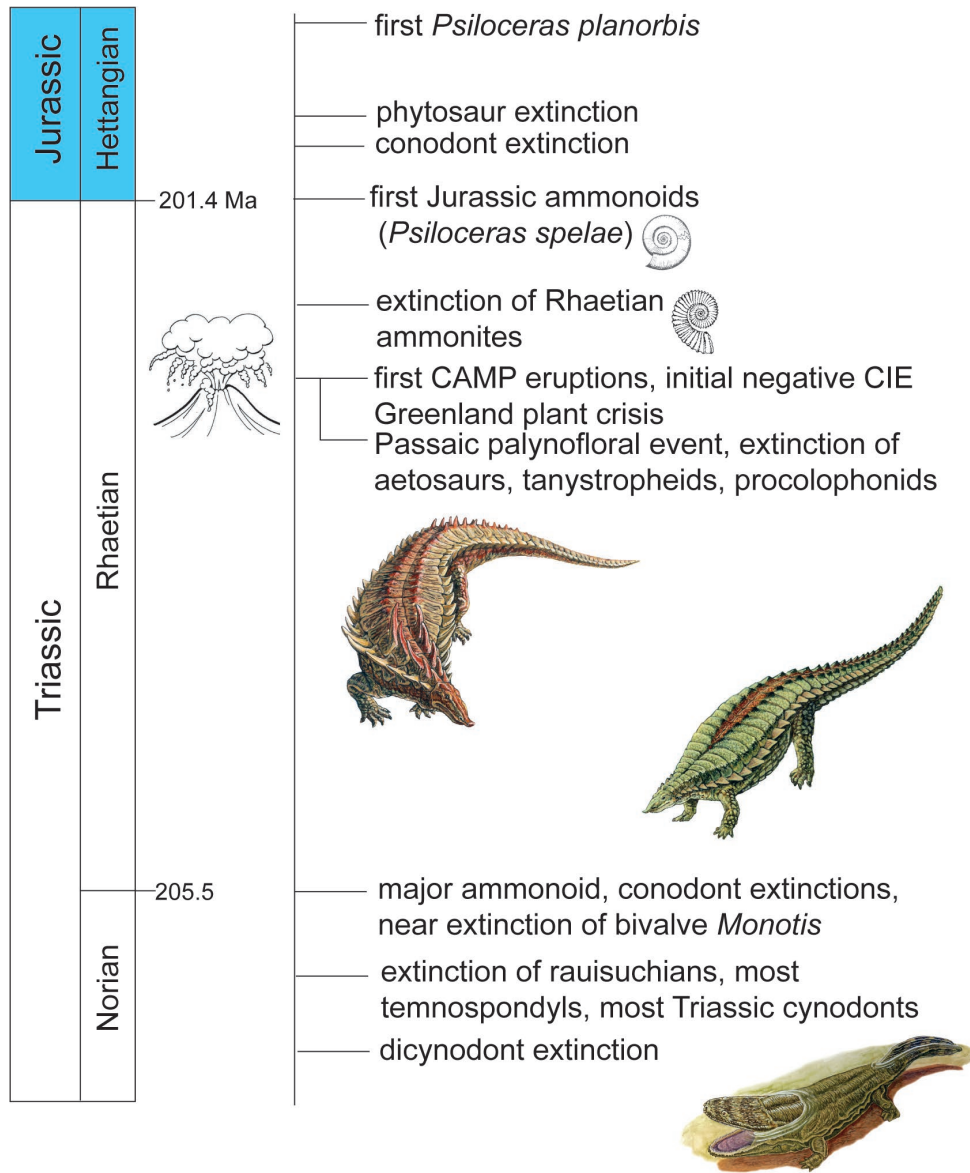 Jurassic
Hettangian
Triassic
Rhaetian
Norian
201.4 Ma
205.5
first Psiloceras planorbis
phytosaur extinction
conodont extinction
first Jurassic ammonoids
(Psiloceras spelae)
extinction of Rhaetian
ammonites
first CAMP eruptions, initial negative CIE
Greenland plant crisis
Passaic palynofloral event, extinction of
aetosaurs, tanystropheids, procolophonids
major ammonoid, conodont extinctions,
near extinction of bivalve Monotis
extinction of rauisuchians, most
temnospondyls, most Triassic cynodonts
dicynodont extinction